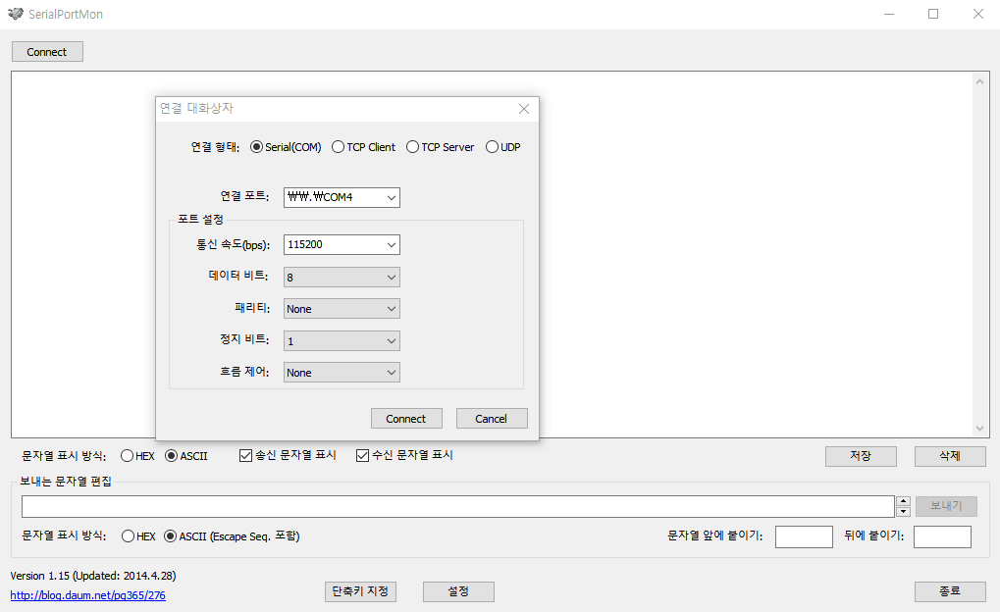 SerialPortMon
Connect
연결 대화상자
연결 형태: Serial(COM) TCP Client TCP Server UDP
연결 포트: ₩₩.₩COM4
포트 설정
통신 속도(bps): 115200
데이터 비트: 8
패리티: None
정지 비트: 1
흐름 제어: None
Connect Cancel
문자열 표시 방식: HEX ASCII 송신 문자열 표시 수신 문자열 표시 저장 삭제
보내는 문자열 편집
보내기
문자열 표시 방식: HEX ASCII (Escape Seq. 포함) 문자열 앞에 붙이기: 뒤에 붙이기:
Version 1.15 (Updated: 2014.4.28)
http://blog.daum.net/pg365/276 단축키 지정 설정 종료